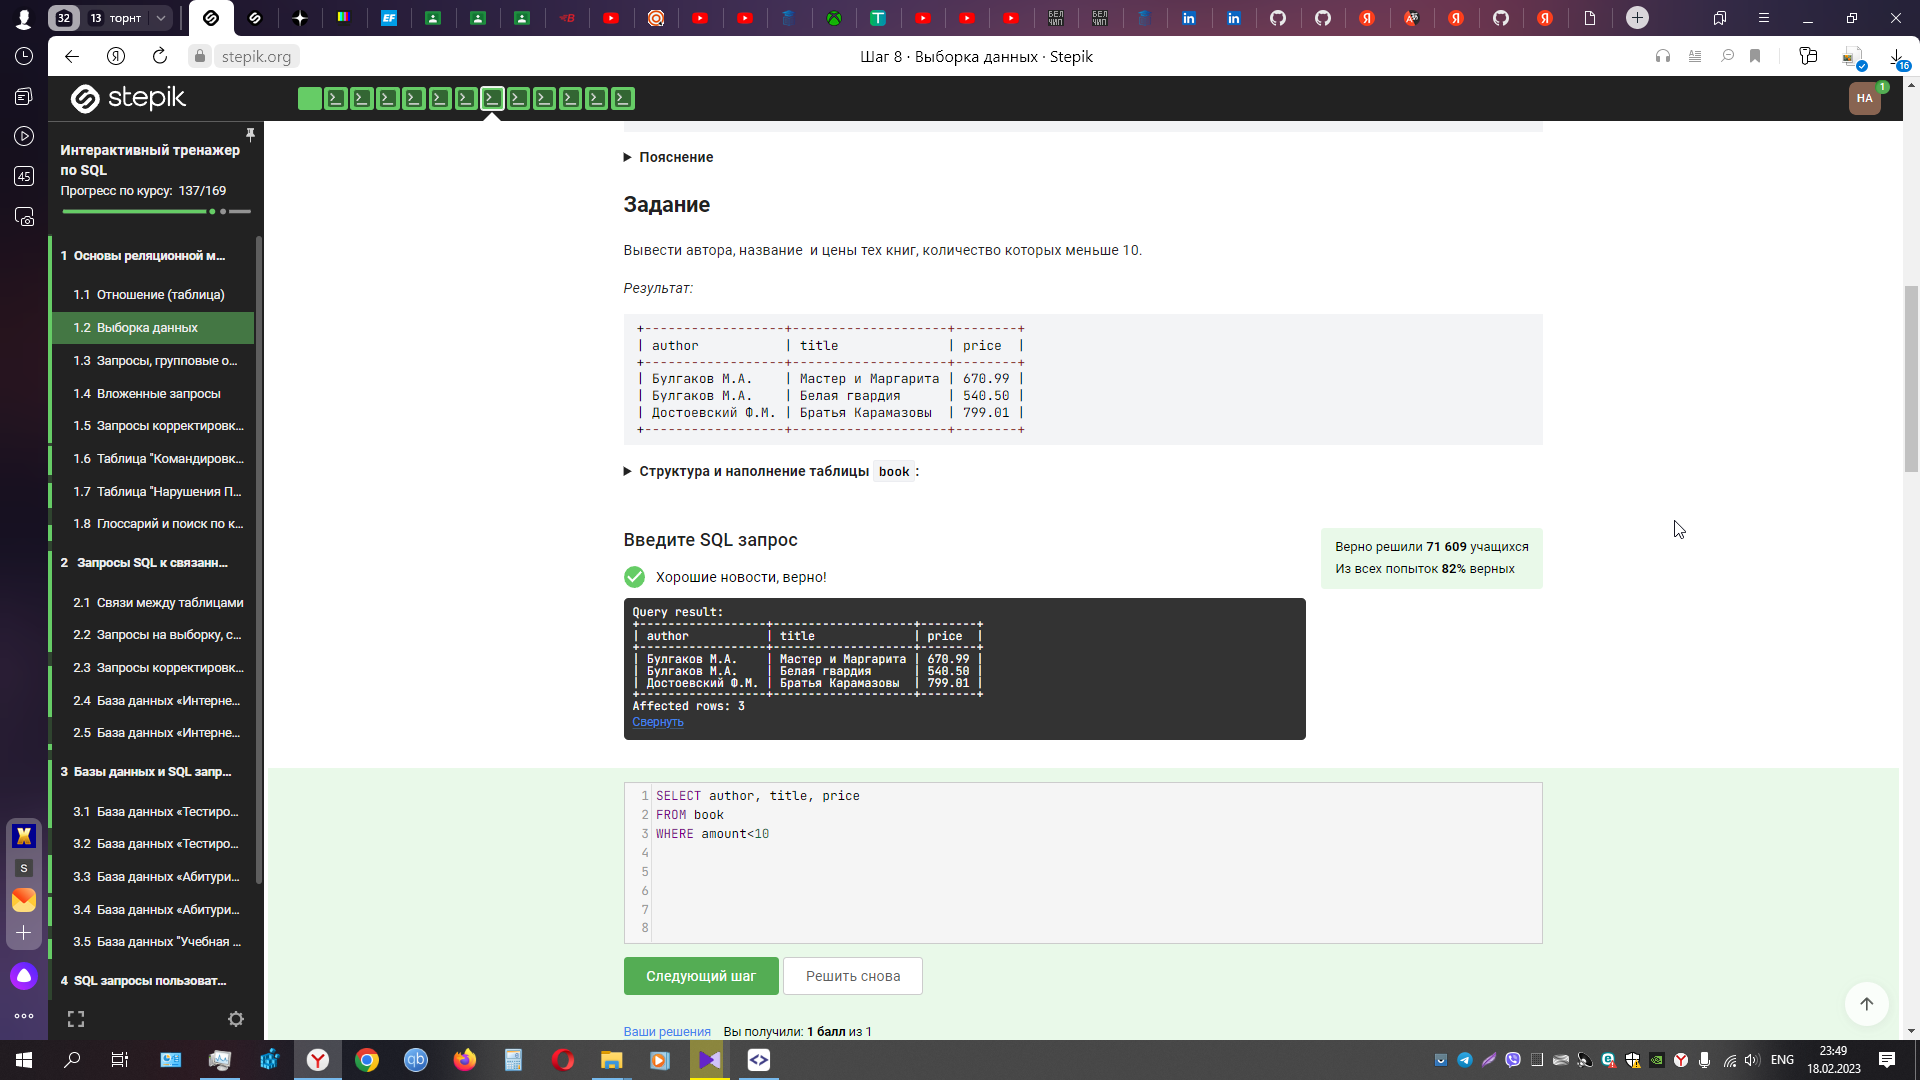 32
13 торнт
stepik.org
Шаг 8 · Выборка данных · Stepik
16
45
stepik
НА
1
Интерактивный тренажер по SQL
Прогресс по курсу: 137/169
1 Основы реляционной м...
1.1 Отношение (таблица)
1.2 Выборка данных
1.3 Запросы, групповые о...
1.4 Вложенные запросы
1.5 Запросы корректировк...
1.6 Таблица "Командировк...
1.7 Таблица "Нарушения П...
1.8 Глоссарий и поиск по к...
2 Запросы SQL к связанн...
2.1 Связи между таблицами
2.2 Запросы на выборку, с...
2.3 Запросы корректировк...
2.4 База данных «Интерне...
2.5 База данных «Интерне...
3 Базы данных и SQL запр...
3.1 База данных «Тестиро...
3.2 База данных «Тестиро...
3.3 База данных «Абитури...
3.4 База данных «Абитури...
3.5 База данных "Учебная ...
4 SQL запросы пользоват...
Пояснение
Задание
Вывести автора, название и цены тех книг, количество которых меньше 10.
Результат:
+------------------+--------------------+--------+
| author | title | price |
+------------------+--------------------+--------+
| Булгаков М.А. | Мастер и Маргарита | 670.99 |
| Булгаков М.А. | Белая гвардия | 540.50 |
| Достоевский Ф.М. | Братья Карамазовы | 799.01 |
+------------------+--------------------+--------+
Структура и наполнение таблицы book :
Введите SQL запрос
Хорошие новости, верно!
Верно решили 71 609 учащихся
Из всех попыток 82% верных
Query result:
+------------------+--------------------+--------+
| author | title | price |
+------------------+--------------------+--------+
| Булгаков М.А. | Мастер и Маргарита | 670.99 |
| Булгаков М.А. | Белая гвардия | 540.50 |
| Достоевский Ф.М. | Братья Карамазовы | 799.01 |
+------------------+--------------------+--------+
Affected rows: 3
Свернуть
1 SELECT author, title, price
2 FROM book
3 WHERE amount<10
4
5
6
7
8
Следующий шаг
Решить снова
Ваши решения Вы получили: 1 балл из 1
ENG
23:49
18.02.2023